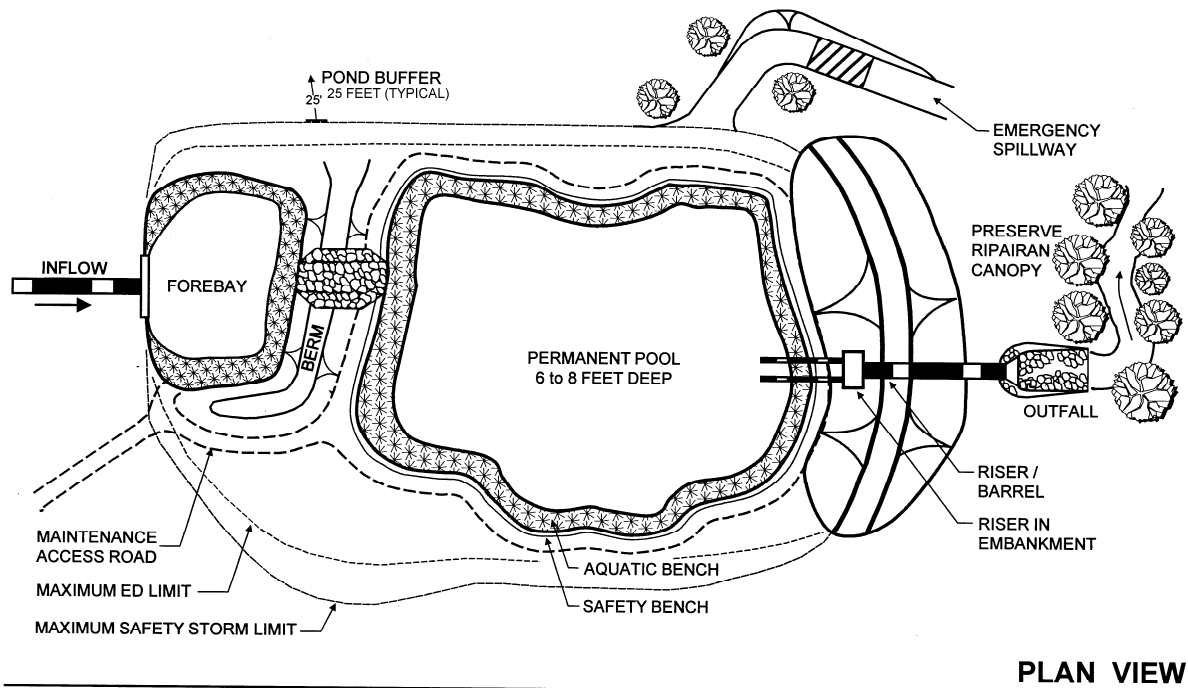 POND BUFFER
25 FEET (TYPICAL)
25'
EMERGENCY
SPILLWAY
PRESERVE
RIPAIRAN
CANOPY
INFLOW
FOREBAY
BERM
PERMANENT POOL
6 to 8 FEET DEEP
OUTFALL
RISER /
BARREL
RISER IN
EMBANKMENT
MAINTENANCE
ACCESS ROAD
AQUATIC BENCH
MAXIMUM ED LIMIT
SAFETY BENCH
MAXIMUM SAFETY STORM LIMIT
PLAN VIEW